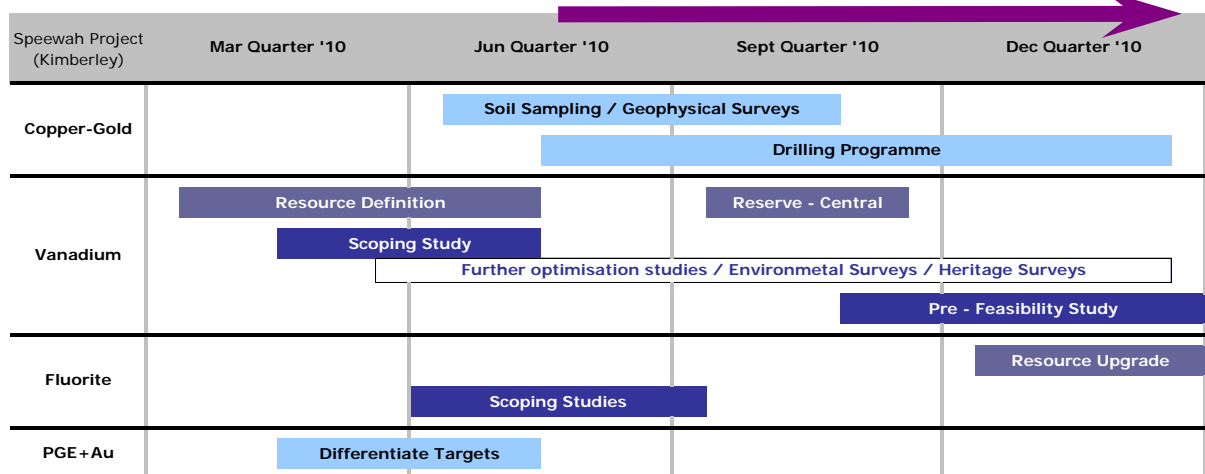 Speewah Project
(Kimberley)
Mar Quarter '10
Jun Quarter '10
Sept Quarter '10
Dec Quarter '10
Copper-Gold
Soil Sampling / Geophysical Surveys
Drilling Programme
Vanadium
Resource Definition
Reserve - Central
Scoping Study
Further optimisation studies / Environmetal Surveys / Heritage Surveys
Pre - Feasibility Study
Fluorite
Resource Upgrade
Scoping Studies
PGE+Au
Differentiate Targets